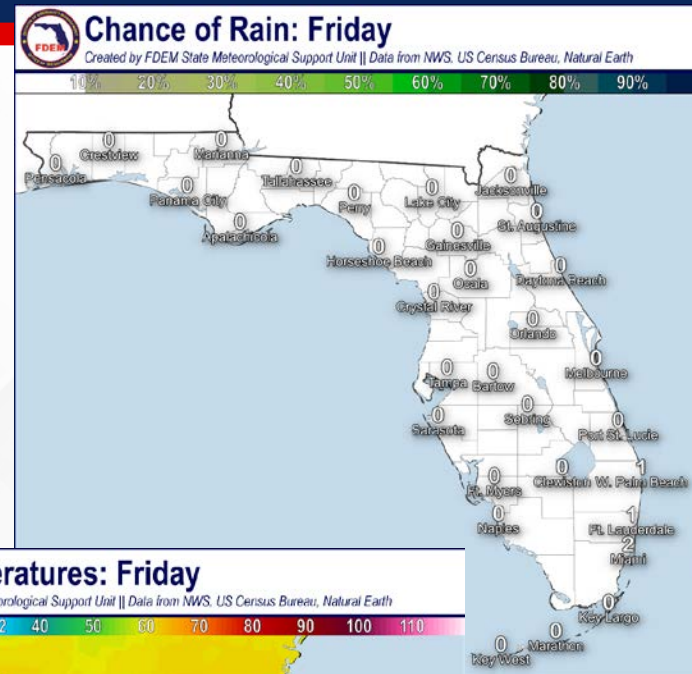 FDEM
Chance of Rain: Friday
Created by FDEM State Meteorological Support Unit || Data from NWS, US Census Bureau, Natural Earth
10% 20% 30% 40% 50% 60% 70% 80% 90%
0 Crestview
0 Marianna
0 Pensacola
0 Tallahassee
0 Jacksonville
0 Panama City
0 Perry
0 Lake City
0 Apalachicola
0 St. Augustine
0 Gainesville
0 Horseshoe Beach
0 Ocala
0 Daytona Beach
0 Crystal River
0 Orlando
0 Melbourne
0 Tampa
0 Bartow
0 Sebring
0 Sarasota
0 Port St. Lucie
0 Ft. Myers
0 Clewiston
1 W. Palm Beach
0 Naples
1 Ft. Lauderdale
2 Miami
0 Key Largo
0 Marathon
0 Key West
eratures: Friday
orological Support Unit || Data from NWS, US Census Bureau, Natural Earth
40 50 60 70 80 90 100 110